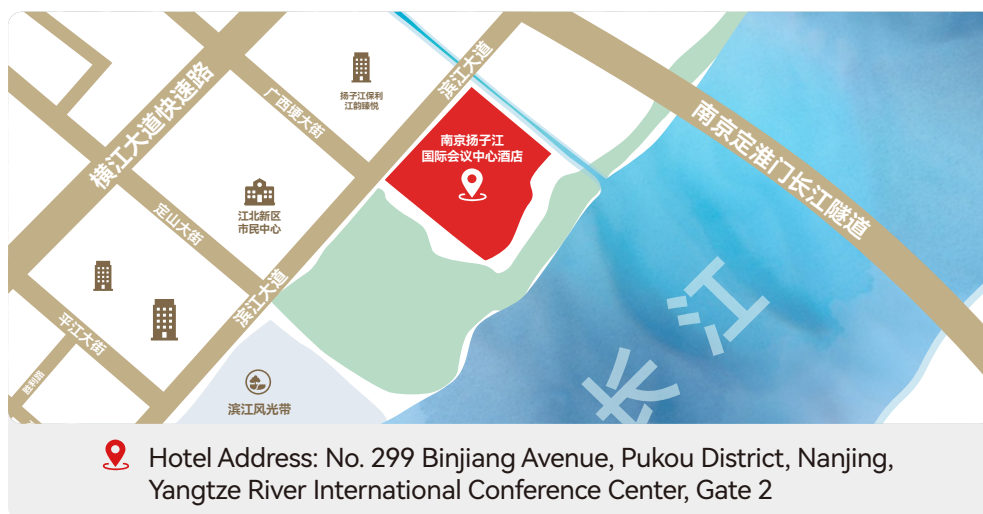 横江大道快速路
广西埂大街
扬子江保利
江韵臻悦
滨江大道
南京扬子江
国际会议中心酒店
南京定淮门长江隧道
定山大街
江北新区
市民中心
滨江大道
平江大街
胜利路
滨江风光带
长江
Hotel Address: No. 299 Binjiang Avenue, Pukou District, Nanjing,
Yangtze River International Conference Center, Gate 2